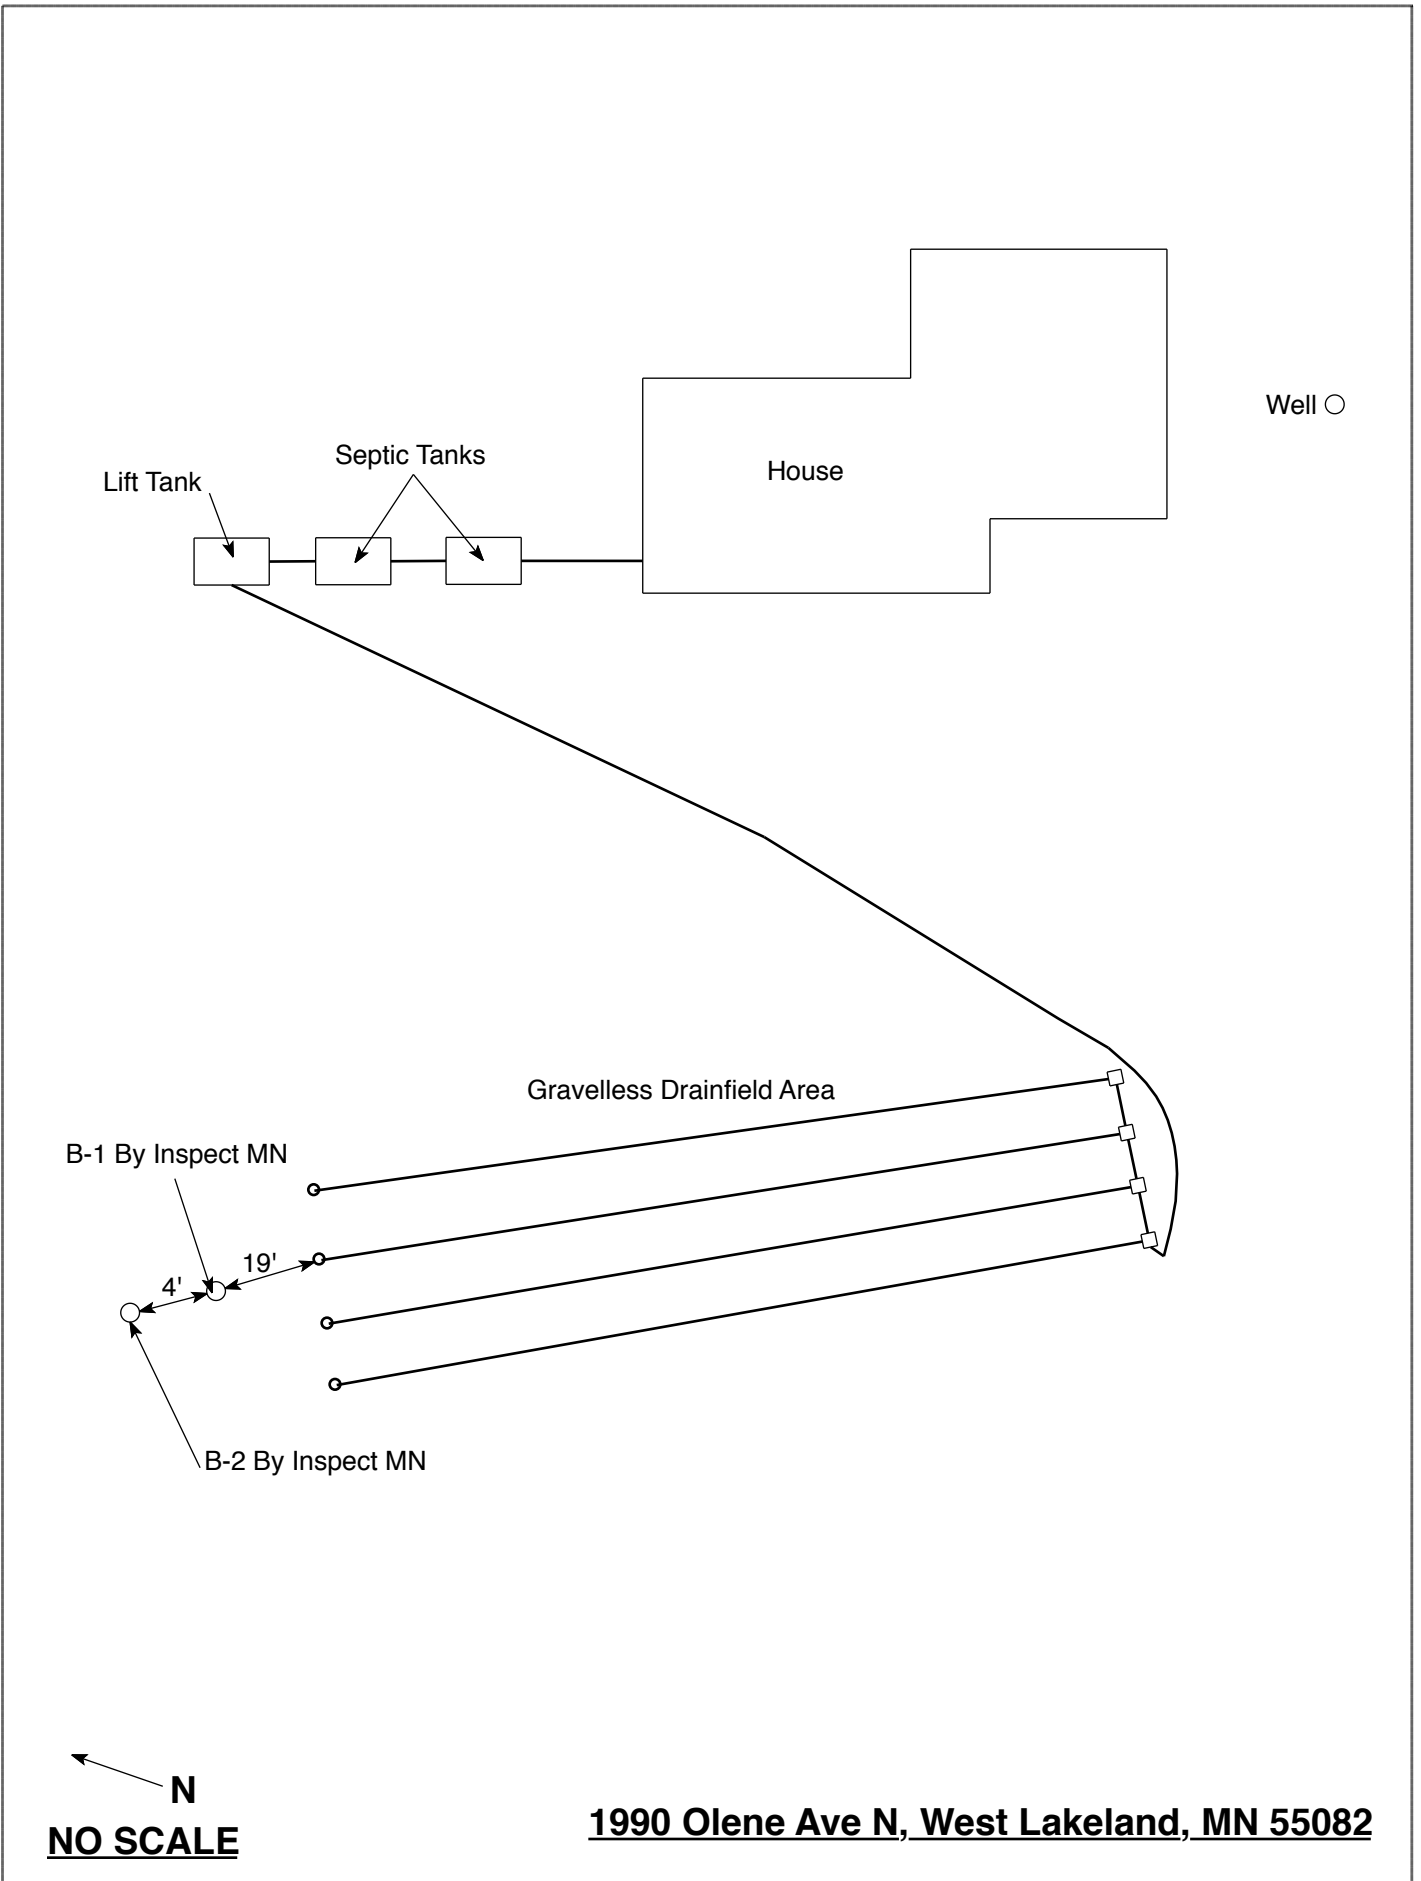 Well
Septic Tanks
House
Lift Tank
Gravelless Drainfield Area
B-1 By Inspect MN
19'
4'
B-2 By Inspect MN
N
NO SCALE
1990 Olene Ave N, West Lakeland, MN 55082